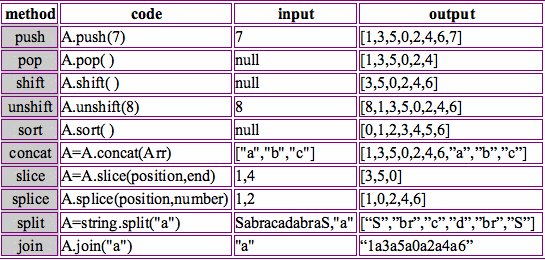 method code input output
push A.push(7) 7 [1,3,5,0,2,4,6,7]
pop A.pop( ) null [1,3,5,0,2,4]
shift A.shift( ) null [3,5,0,2,4,6]
unshift A.unshift(8) 8 [8,1,3,5,0,2,4,6]
sort A.sort( ) null [0,1,2,3,4,5,6]
concat A=A.concat(Arr) ["a","b","c"] [1,3,5,0,2,4,6,”a”,”b”,”c”]
slice A=A.slice(position,end) 1,4 [3,5,0]
splice A.splice(position,number) 1,2 [1,0,2,4,6]
split A=string.split("a") SabracadabraS,"a" [“S”,”br”,”c”,”d”,”br”,”S”]
join A.join("a") "a" “1a3a5a0a2a4a6”